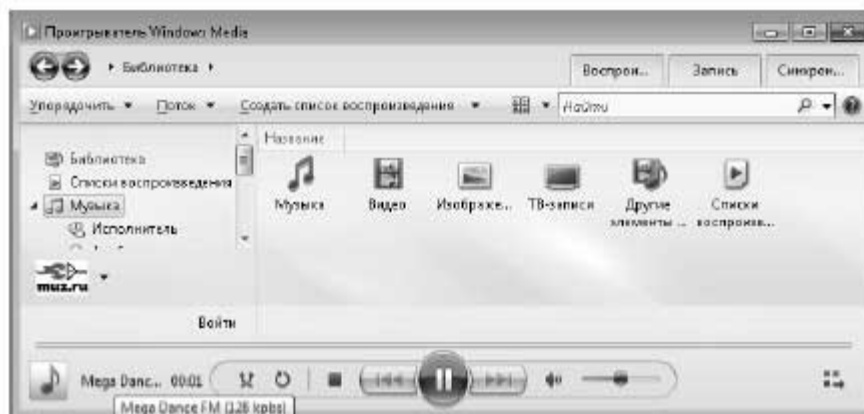 Проигрыватель Windows Media
Библиотека
Воспрои... Запись Синхрон...
Упорядочить Поток Создать список воспроизведения Найти
Название
Библиотека
Списки воспроизведения
Музыка
Исполнитель
Музыка Видео Изображе... ТВ-записи Другие элементы ... Списки воспроизв...
muz.ru
Войти
Mega Danc... 00:01
Mega Dance FM (128 kpbs)